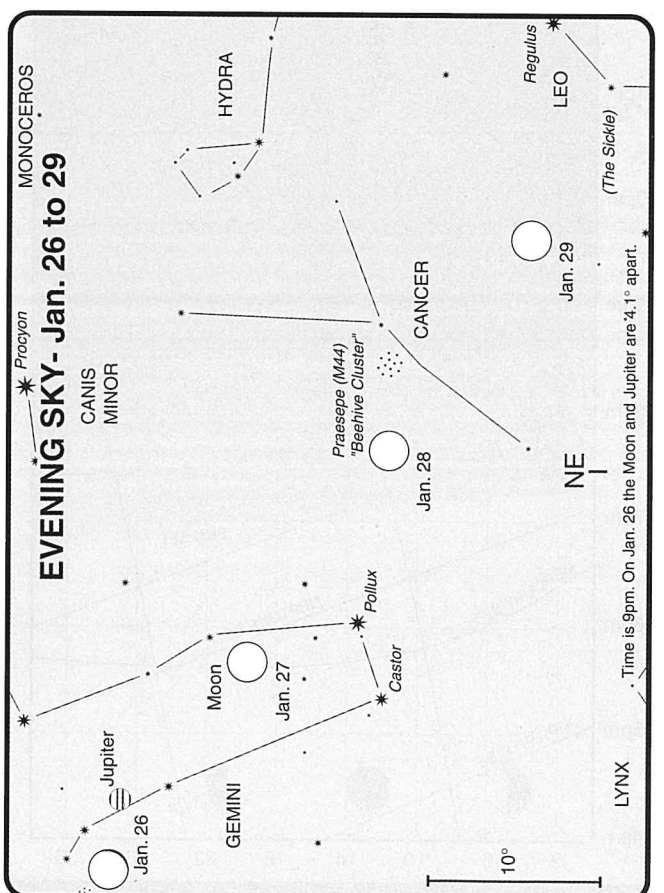 EVENING SKY- Jan. 26 to 29
MONOCEROS
Procyon
CANIS
MINOR
HYDRA
Jupiter
Jan. 26
GEMINI
Moon
Jan. 27
Pollux
Castor
Praesepe (M44)
"Beehive Cluster"
Jan. 28
CANCER
Jan. 29
Regulus
LEO
(The Sickle)
NE
LYNX
10°
Time is 9pm. On Jan. 26 the Moon and Jupiter are 4.1° apart.